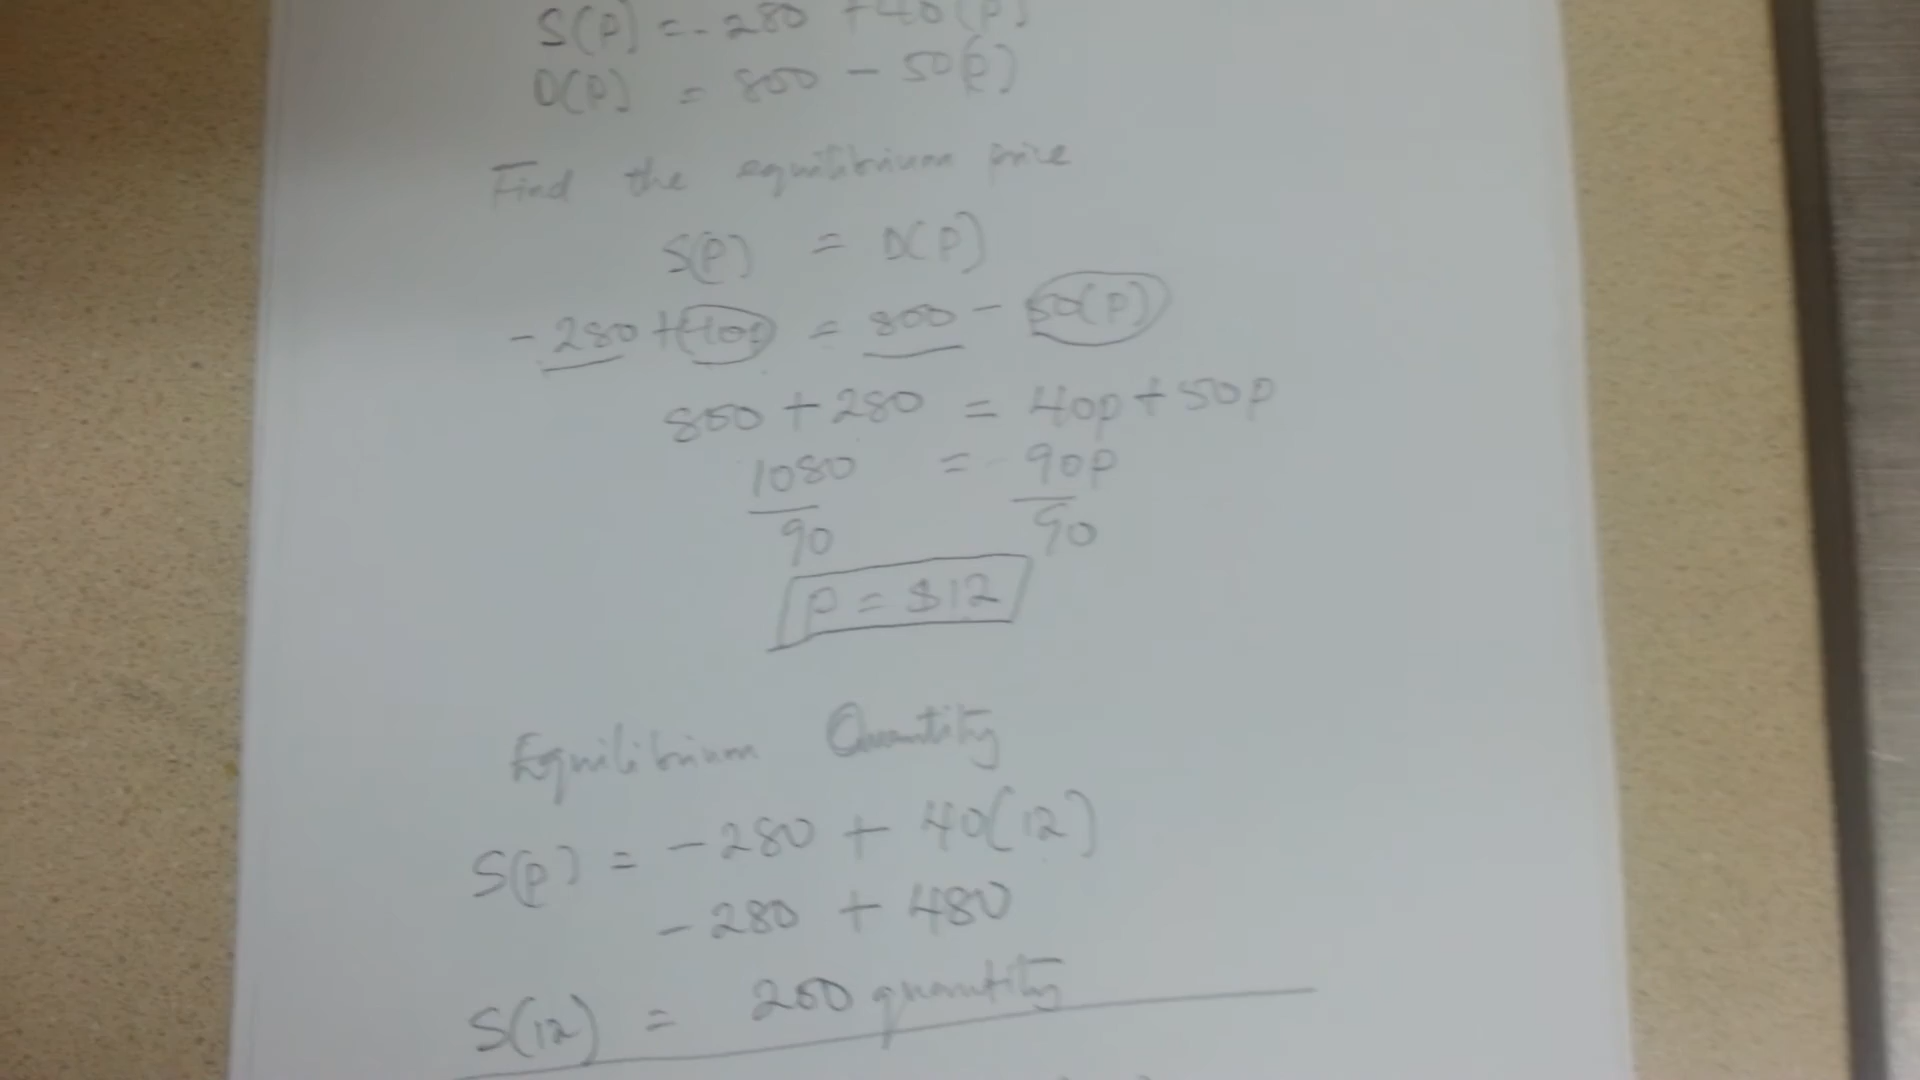 S(P) = - 280 + 40(P)
D(P) = 800 - 50(P)
Find the equilibrium price
S(P) = D(P)
- 280 + 40p = 800 - 50(P)
800 + 280 = 40p + 50p
1080 = 90p
90 90
P = $12
Equilibrium Quantity
S(p) = - 280 + 40(12)
- 280 + 480
S(12) = 200 quantity